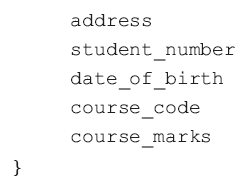 address
student_number
date_of_birth
course_code
course_marks
}